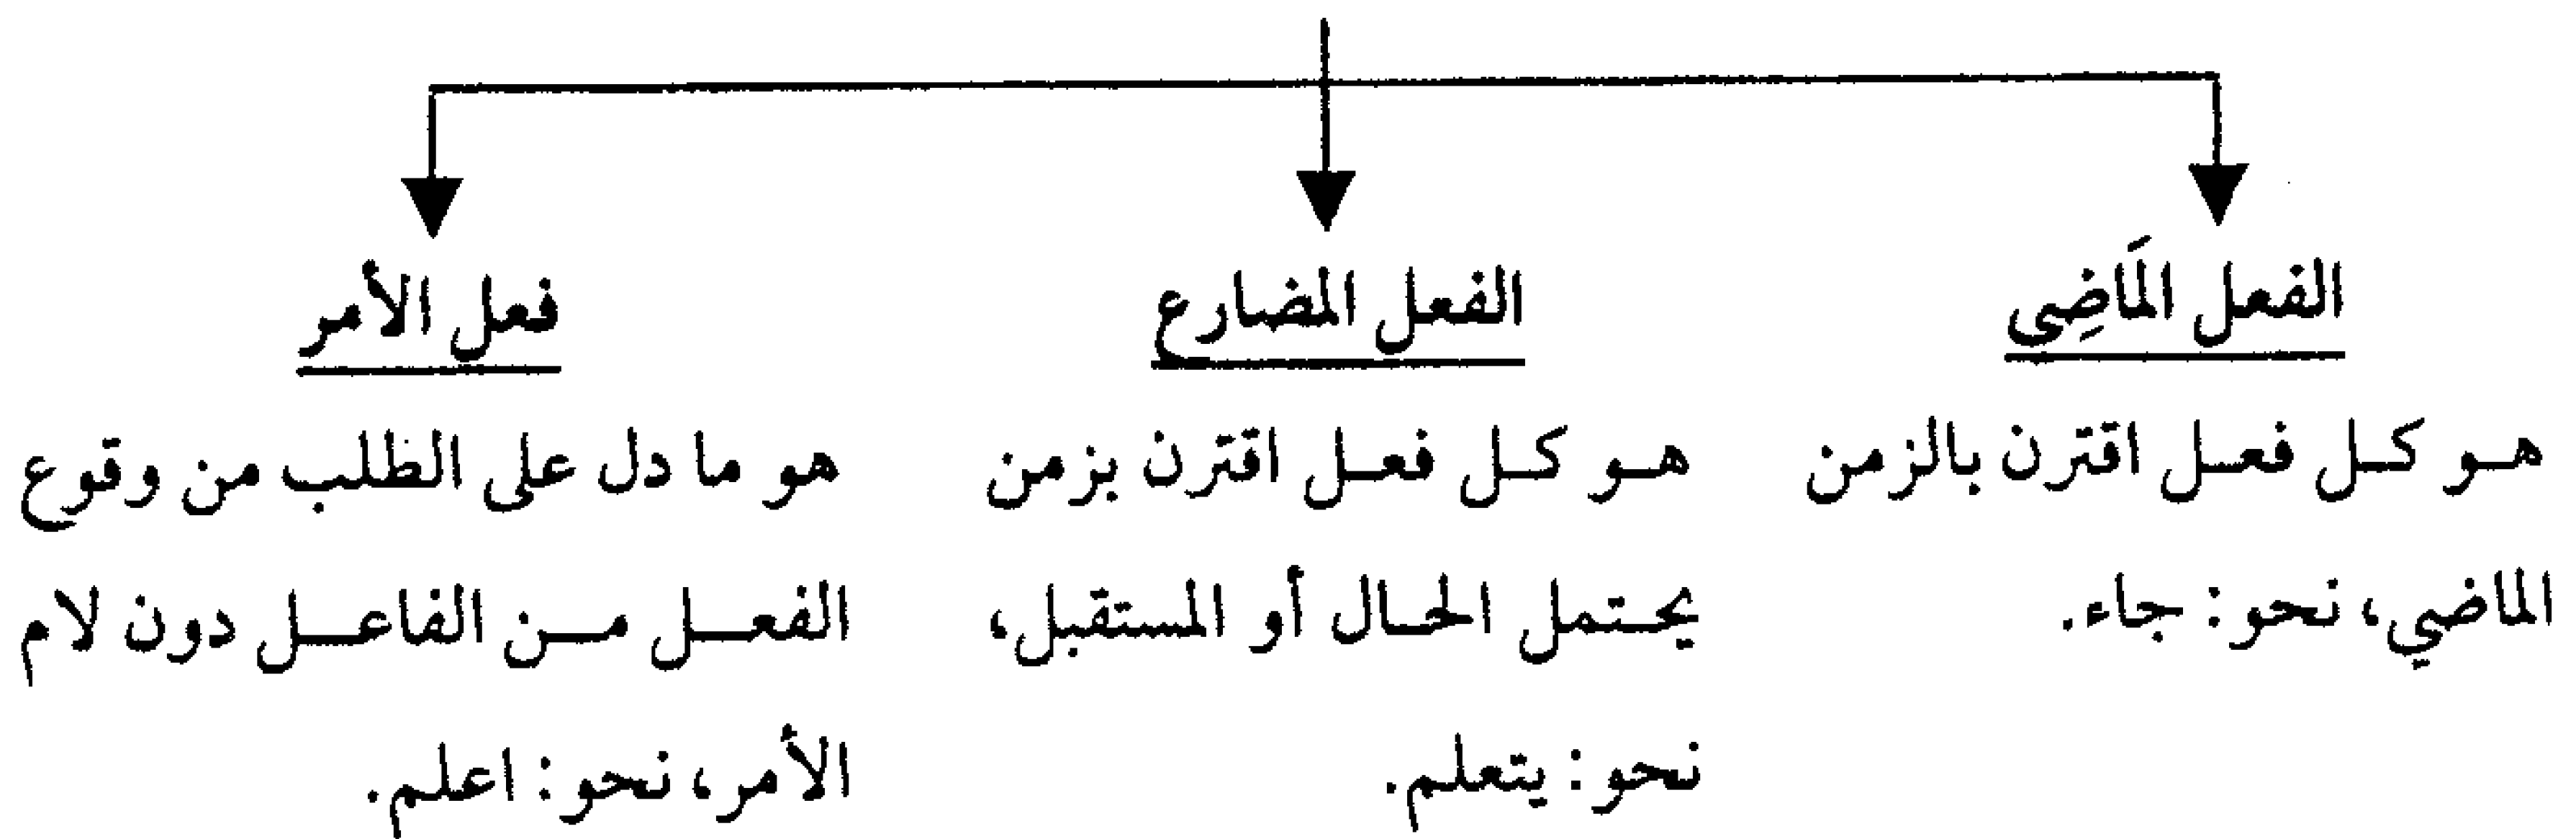 الفعل المَاضِى
هو كل فعل اقترن بالزمن
الماضي، نحو: جاء.
الفعل المضارع
هو كل فعل اقترن بزمن
يحتمل الحال أو المستقبل،
نحو: يتعلم.
فعل الأمر
هو ما دل على الطلب من وقوع
الفعل من الفاعل دون لام
الأمر، نحو: اعلم.